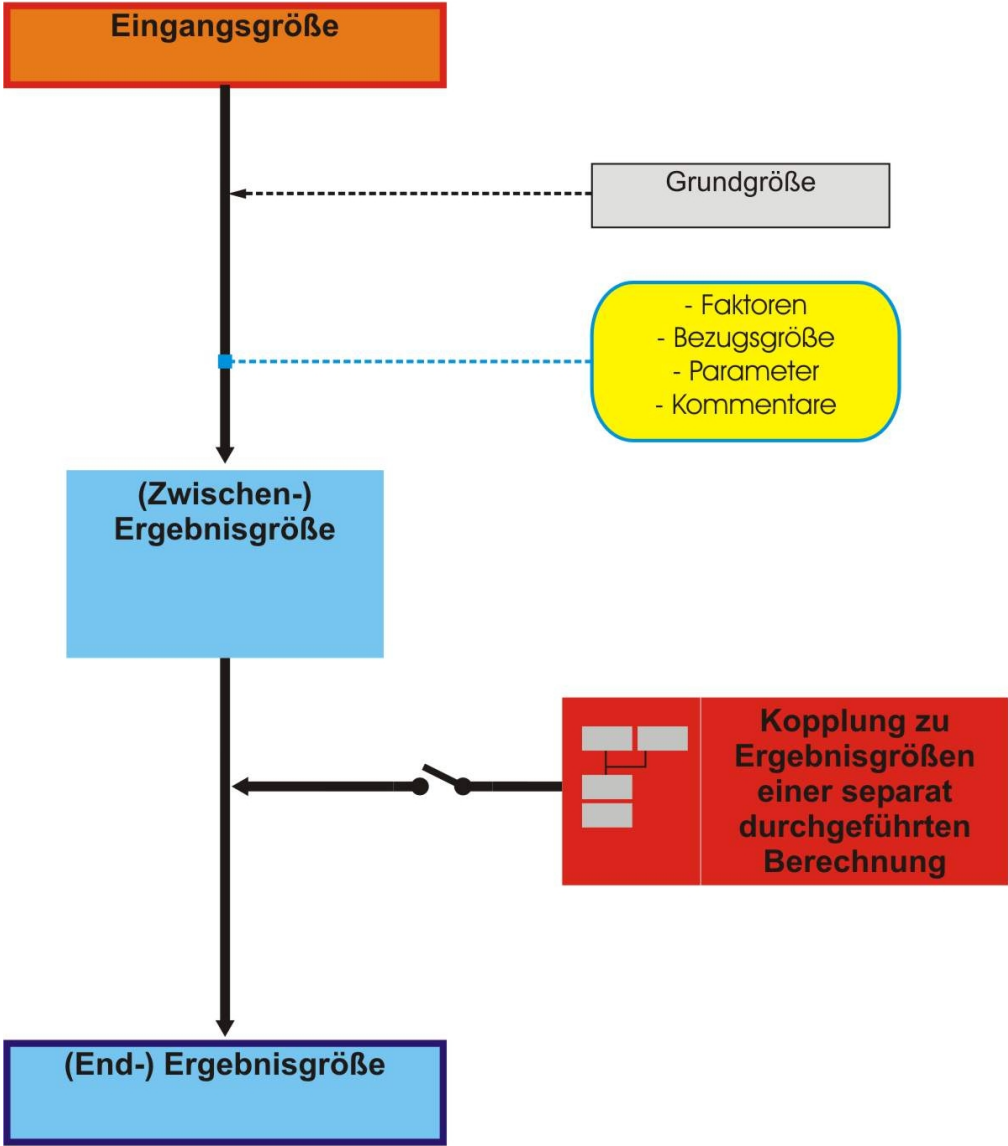 Eingangsgröße
Grundgröße
- Faktoren
- Bezugsgröße
- Parameter
- Kommentare
(Zwischen-)
Ergebnisgröße
Kopplung zu
Ergebnisgrößen
einer separat
durchgeführten
Berechnung
(End-) Ergebnisgröße